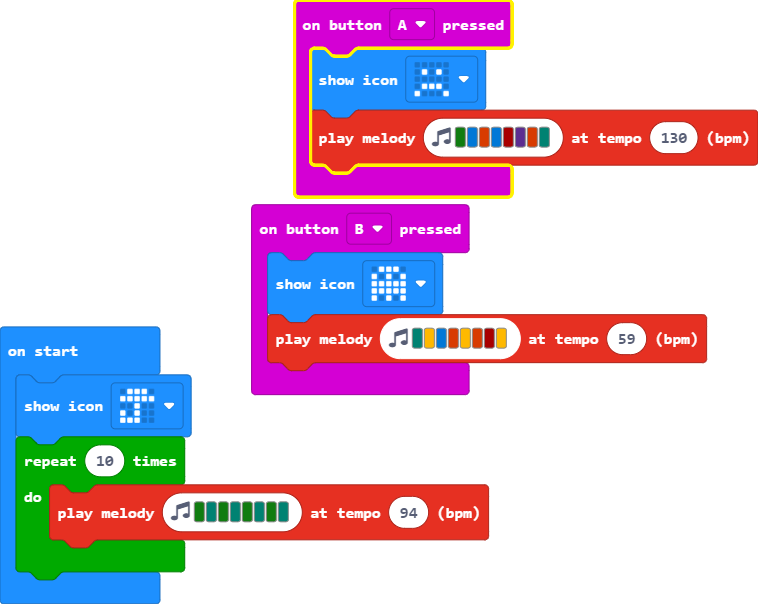 on button A pressed
show icon
play melody at tempo 130 (bpm)
on button B pressed
show icon
play melody at tempo 59 (bpm)
on start
show icon
repeat 10 times
do
play melody at tempo 94 (bpm)